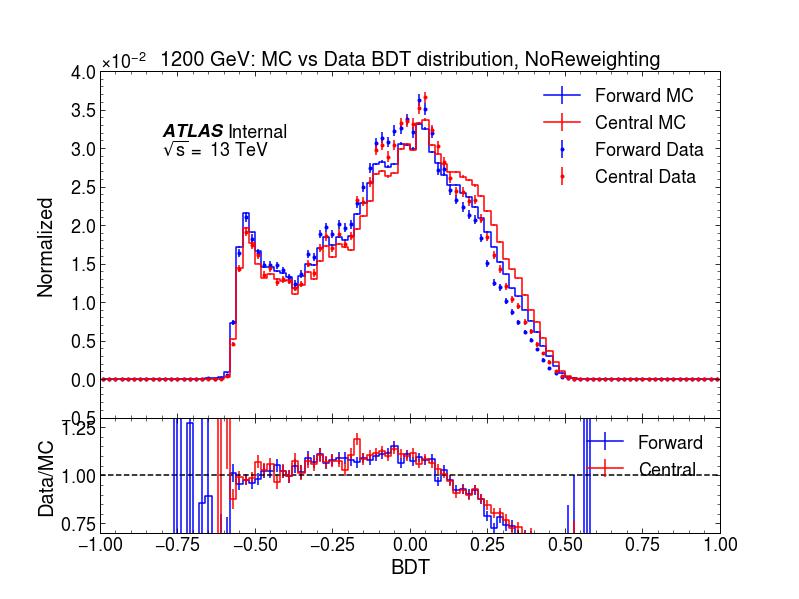 ×10⁻² 1200 GeV: MC vs Data BDT distribution, NoReweighting
4.0
3.5
3.0
2.5
2.0
1.5
1.0
0.5
0.0
−0.5
Normalized
ATLAS Internal
√s = 13 TeV
Forward MC
Central MC
Forward Data
Central Data
1.25
1.00
0.75
Data/MC
Forward
Central
−1.00 −0.75 −0.50 −0.25 0.00 0.25 0.50 0.75 1.00
BDT